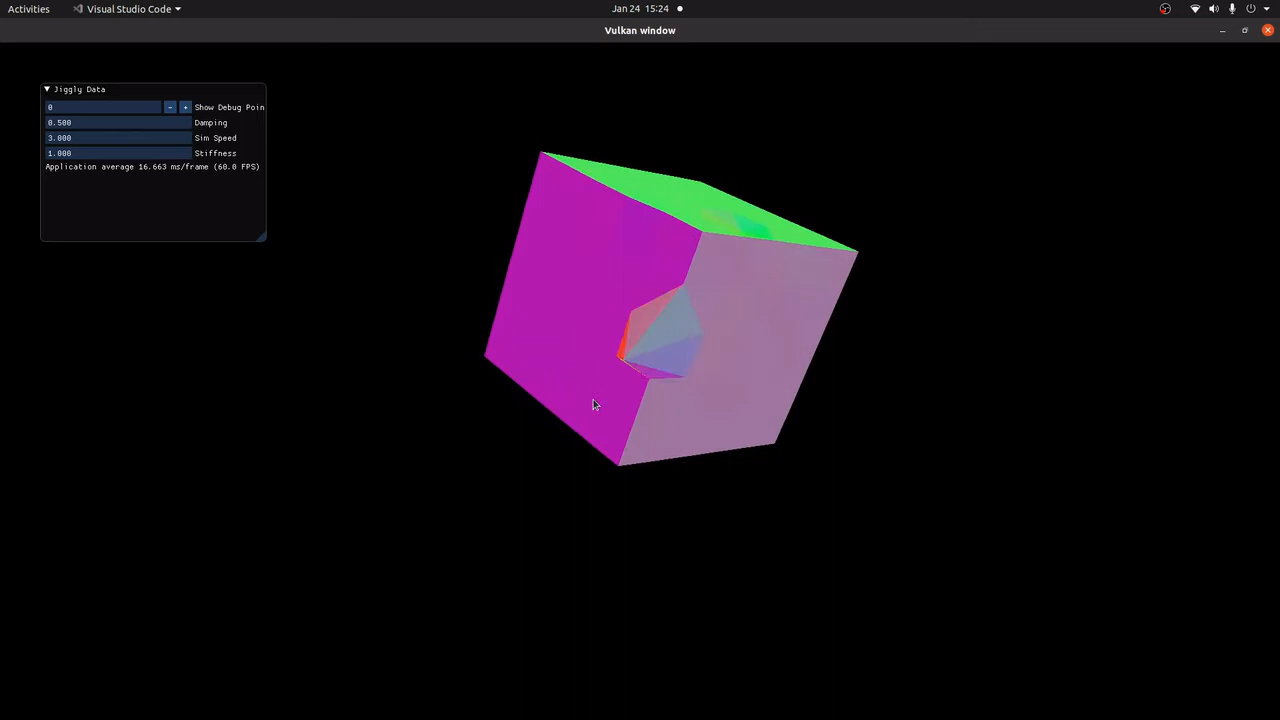 Activities Visual Studio Code Jan 24 15:24
Vulkan window
Jiggly Data
0 - + Show Debug Poin
0.500 Damping
3.000 Sim Speed
1.000 Stiffness
Application average 16.663 ms/frame (60.0 FPS)